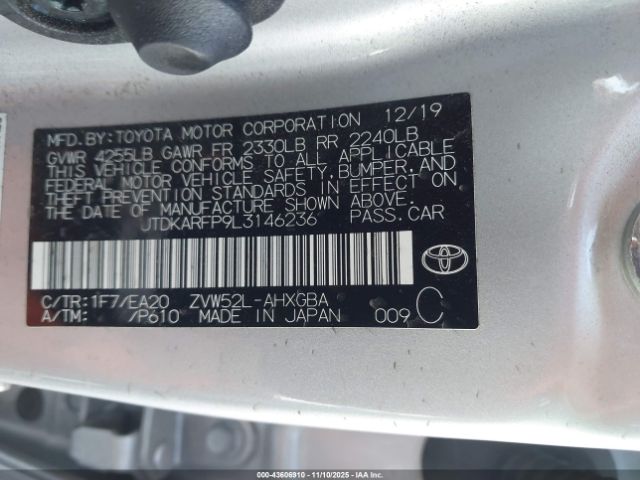 MFD.BY:TOYOTA MOTOR CORPORATION 12/19
GVWR 4255LB GAWR FR 2330LB RR 2240LB
THIS VEHICLE CONFORMS TO ALL APPLICABLE
FEDERAL MOTOR VEHICLE SAFETY,BUMPER,AND
THEFT PREVENTION STANDARDS IN EFFECT ON
THE DATE OF MANUFACTURE SHOWN ABOVE.
JTDKARFP9L3146236 PASS.CAR
C/TR:1F7/EA20 ZVW52L-AHXGBA
A/TM: /P610 MADE IN JAPAN 009 C
TOYOTA
000-43606910 - 11/10/2025 - IAAI.com